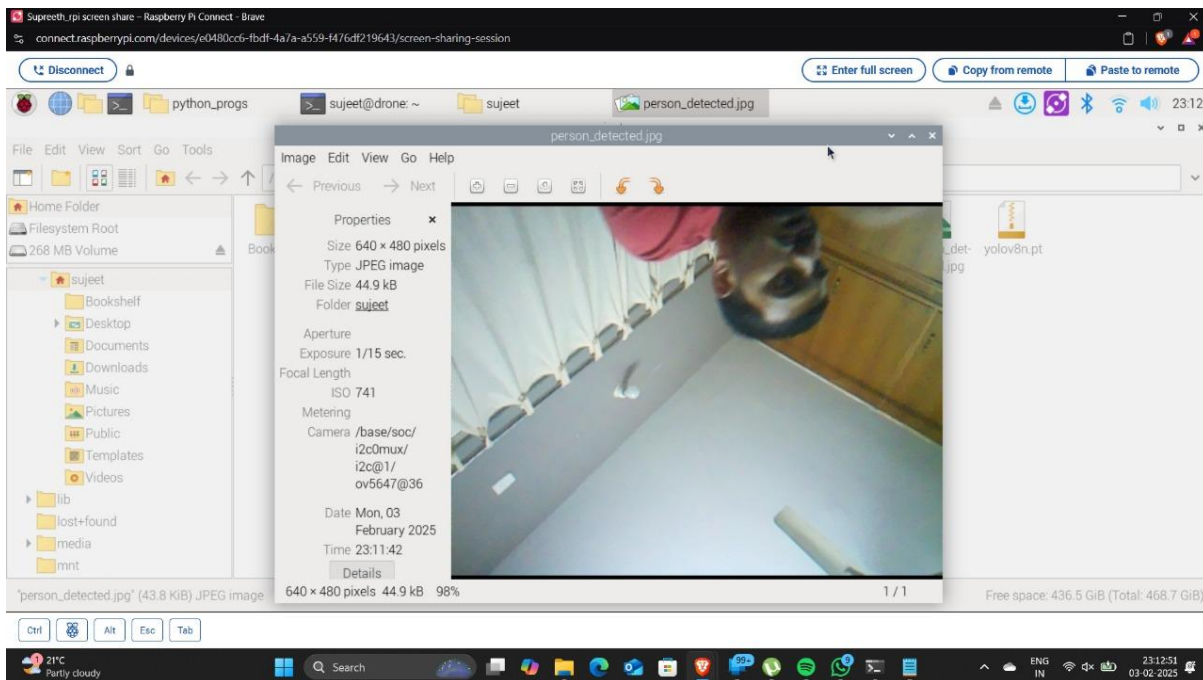 Supreeth_rpi screen share – Raspberry Pi Connect - Brave
connect.raspberrypi.com/devices/e0480cc6-fbdf-4a7a-a559-f476df219643/screen-sharing-session
Disconnect
Enter full screen
Copy from remote
Paste to remote
python_progs
sujeet@drone: ~
sujeet
person_detected.jpg
23:12
person_detected.jpg
File Edit View Sort Go Tools
Image Edit View Go Help
Previous
Next
Home Folder
Filesystem Root
268 MB Volume
sujeet
Bookshelf
Desktop
Documents
Downloads
Music
Pictures
Public
Templates
Videos
lib
lost+found
media
mnt
Book
Properties
Size 640 × 480 pixels
Type JPEG image
File Size 44.9 kB
Folder sujeet
Aperture
Exposure 1/15 sec.
Focal Length
ISO 741
Metering
Camera /base/soc/
i2c0mux/
i2c@1/
ov5647@36
Date Mon, 03
February 2025
Time 23:11:42
Details
640 × 480 pixels 44.9 kB 98%
1 / 1
_det-
.jpg
yolov8n.pt
"person_detected.jpg" (43.8 KiB) JPEG image
Free space: 436.5 GiB (Total: 468.7 GiB)
Ctrl
Alt
Esc
Tab
1
21°C
Partly cloudy
Search
99+
9
ENG
IN
23:12:51
03-02-2025